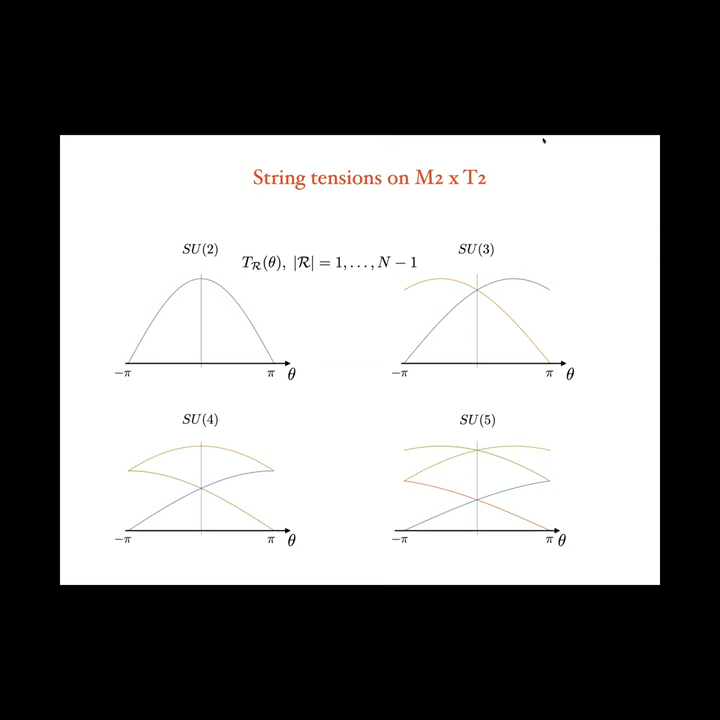 String tensions on M2 x T2
SU(2)
T_R(θ), |R| = 1, . . . , N − 1
SU(3)
−π π θ
−π π θ
SU(4)
SU(5)
−π π θ
−π π θ